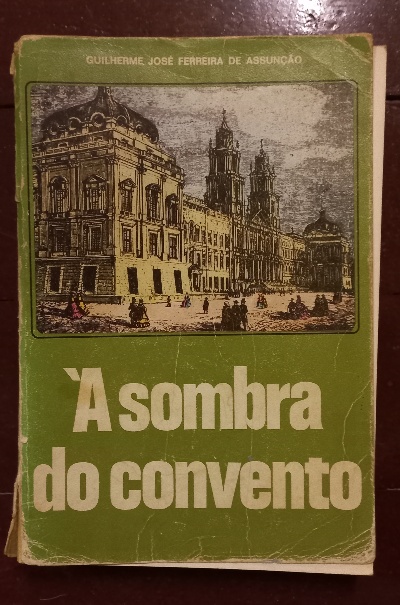 GUILHERME JOSÉ FERREIRA DE ASSUNÇÃO
À sombra
do convento